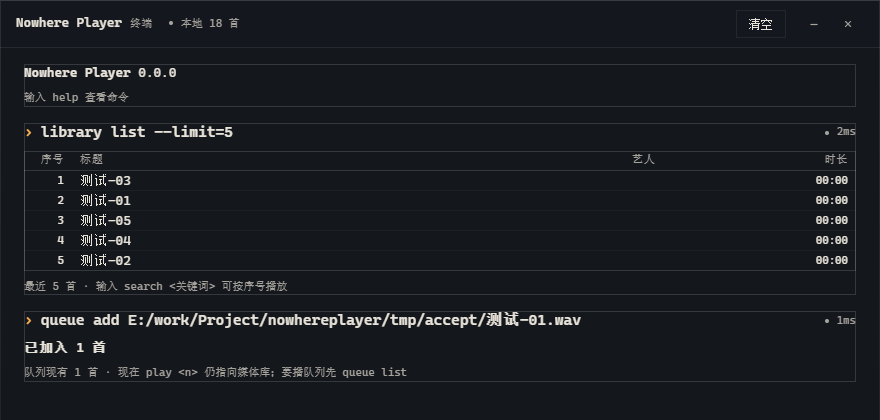 Nowhere Player 终端 • 本地 18 首 清空 — ×
Nowhere Player 0.0.0
输入 help 查看命令
› library list --limit=5 • 2ms
序号 标题 艺人 时长
1 测试-03 00:00
2 测试-01 00:00
3 测试-05 00:00
4 测试-04 00:00
5 测试-02 00:00
最近 5 首 · 输入 search <关键词> 可按序号播放
› queue add E:/work/Project/nowhereplayer/tmp/accept/测试-01.wav • 1ms
已加入 1 首
队列现有 1 首 · 现在 play <n> 仍指向媒体库；要播队列先 queue list